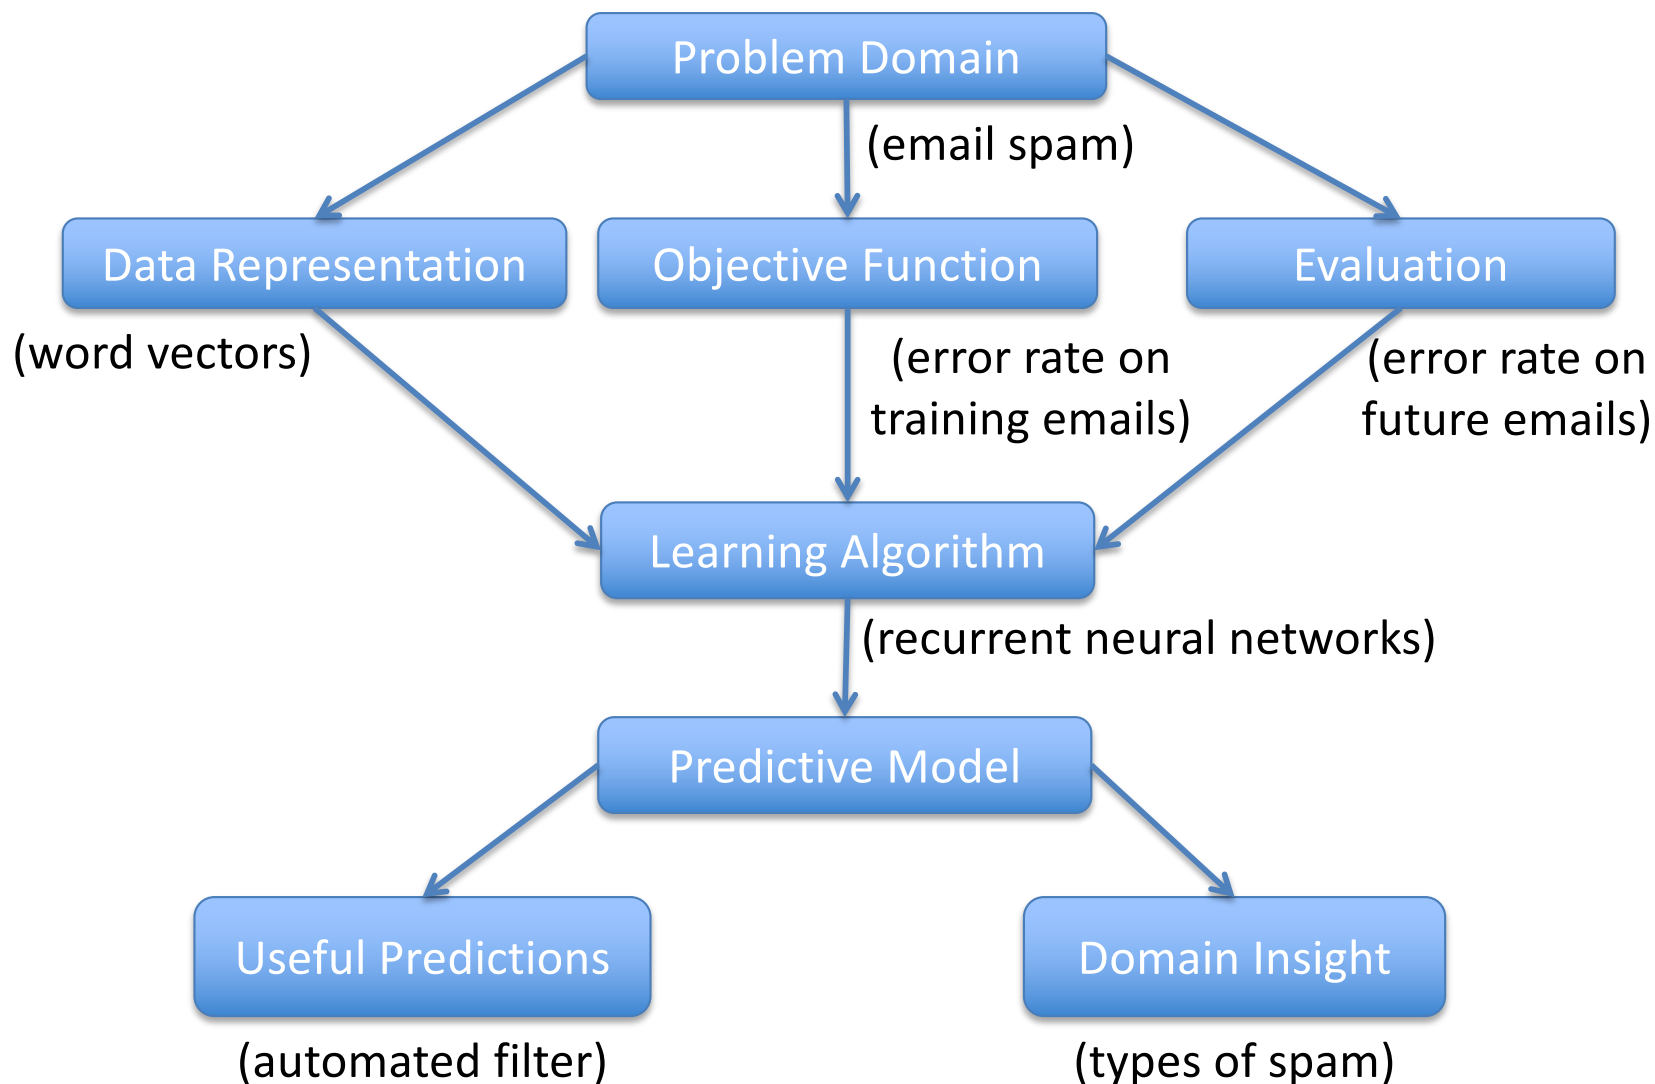 Problem Domain
(email spam)
Data Representation
Objective Function
Evaluation
(word vectors)
(error rate on
training emails)
(error rate on
future emails)
Learning Algorithm
(recurrent neural networks)
Predictive Model
Useful Predictions
Domain Insight
(automated filter)
(types of spam)